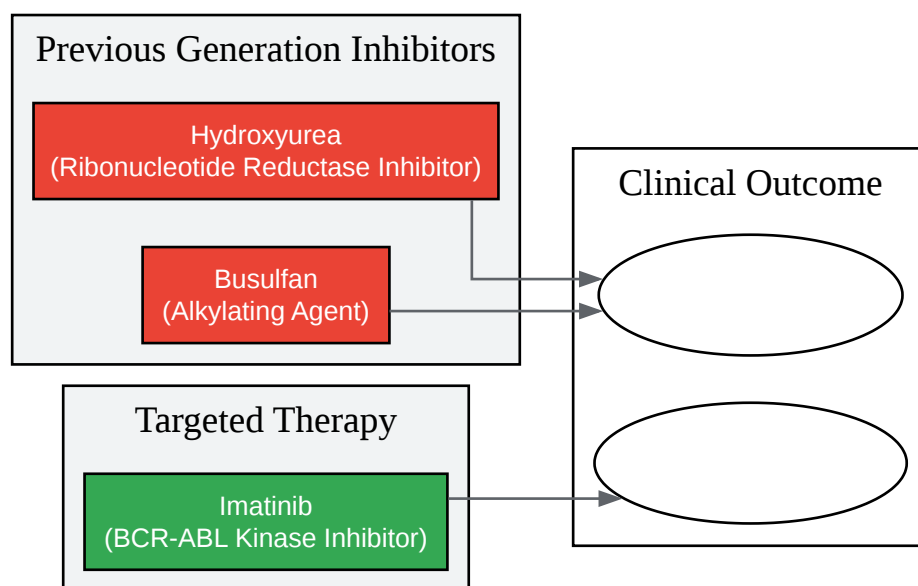 Previous Generation Inhibitors
Hydroxyurea
(Ribonucleotide Reductase Inhibitor)
Busulfan
(Alkylating Agent)
Clinical Outcome
Targeted Therapy
Imatinib
(BCR-ABL Kinase Inhibitor)